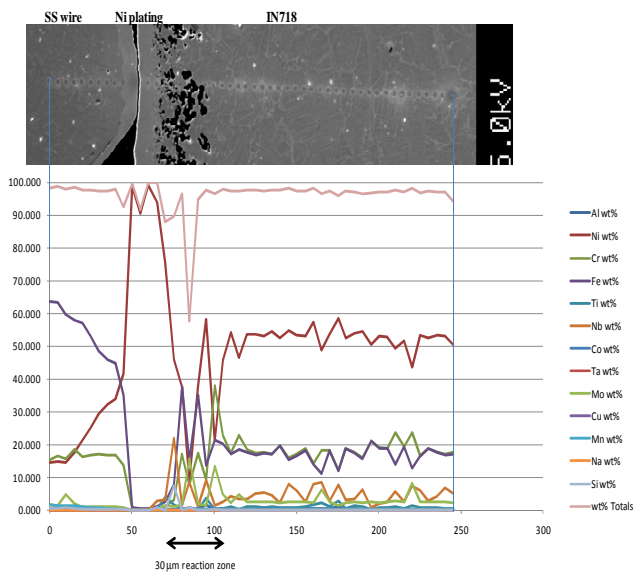 SS wire Ni plating IN718
5.0kV
100.000
90.000
80.000
70.000
60.000
50.000
40.000
30.000
20.000
10.000
0.000
0 50 100 150 200 250 300
30 μm reaction zone
Al wt%
Ni wt%
Cr wt%
Fe wt%
Ti wt%
Nb wt%
Co wt%
Ta wt%
Mo wt%
Cu wt%
Mn wt%
Na wt%
Si wt%
wt% Totals